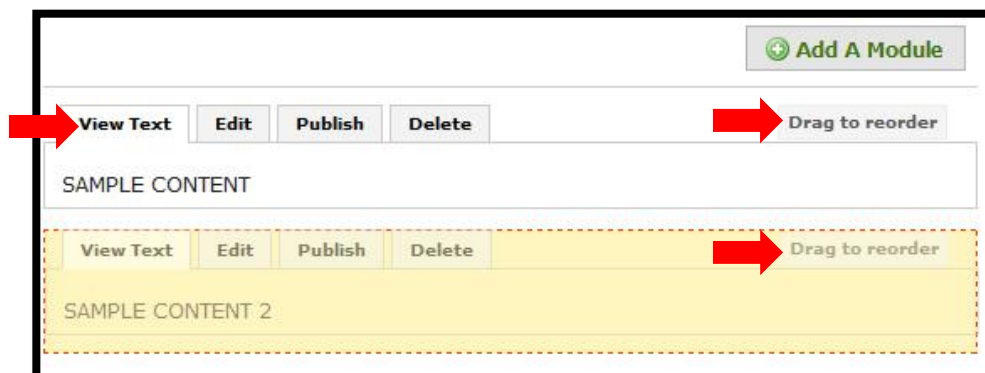 Add A Module
View Text Edit Publish Delete Drag to reorder
SAMPLE CONTENT
View Text Edit Publish Delete Drag to reorder
SAMPLE CONTENT 2